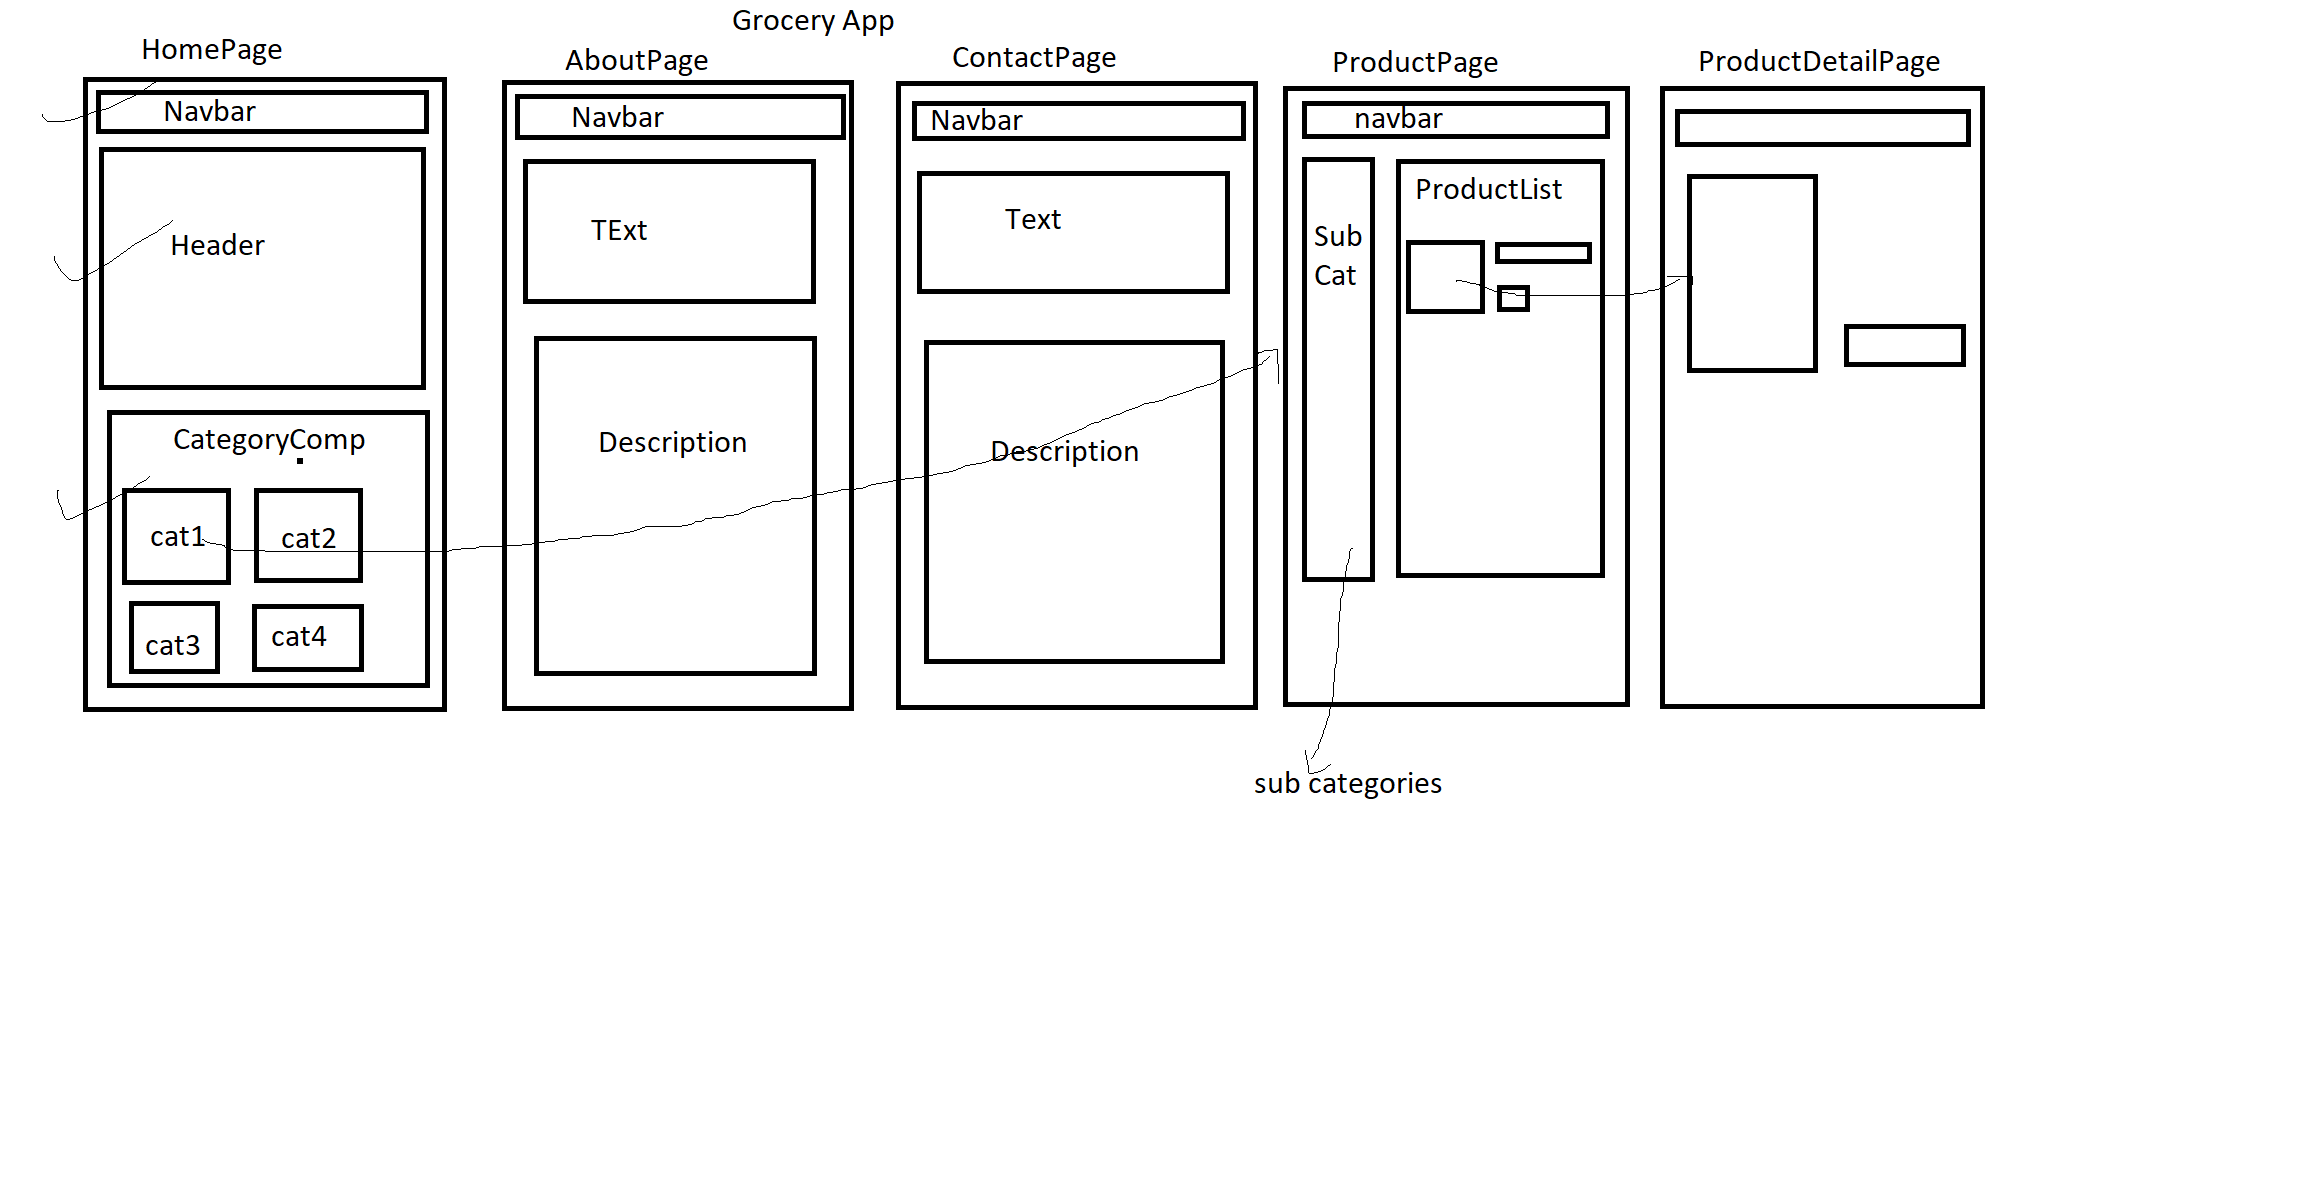 Grocery App
HomePage
Navbar
Header
CategoryComp
cat1
cat2
cat3
cat4
AboutPage
Navbar
TExt
Description
ContactPage
Navbar
Text
Description
ProductPage
navbar
Sub
Cat
ProductList
sub categories
ProductDetailPage